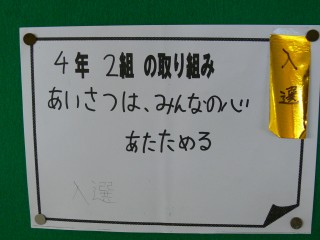 4年 2組 の取り組み
あいさつは、みんなの心
あたためる
入選
入選